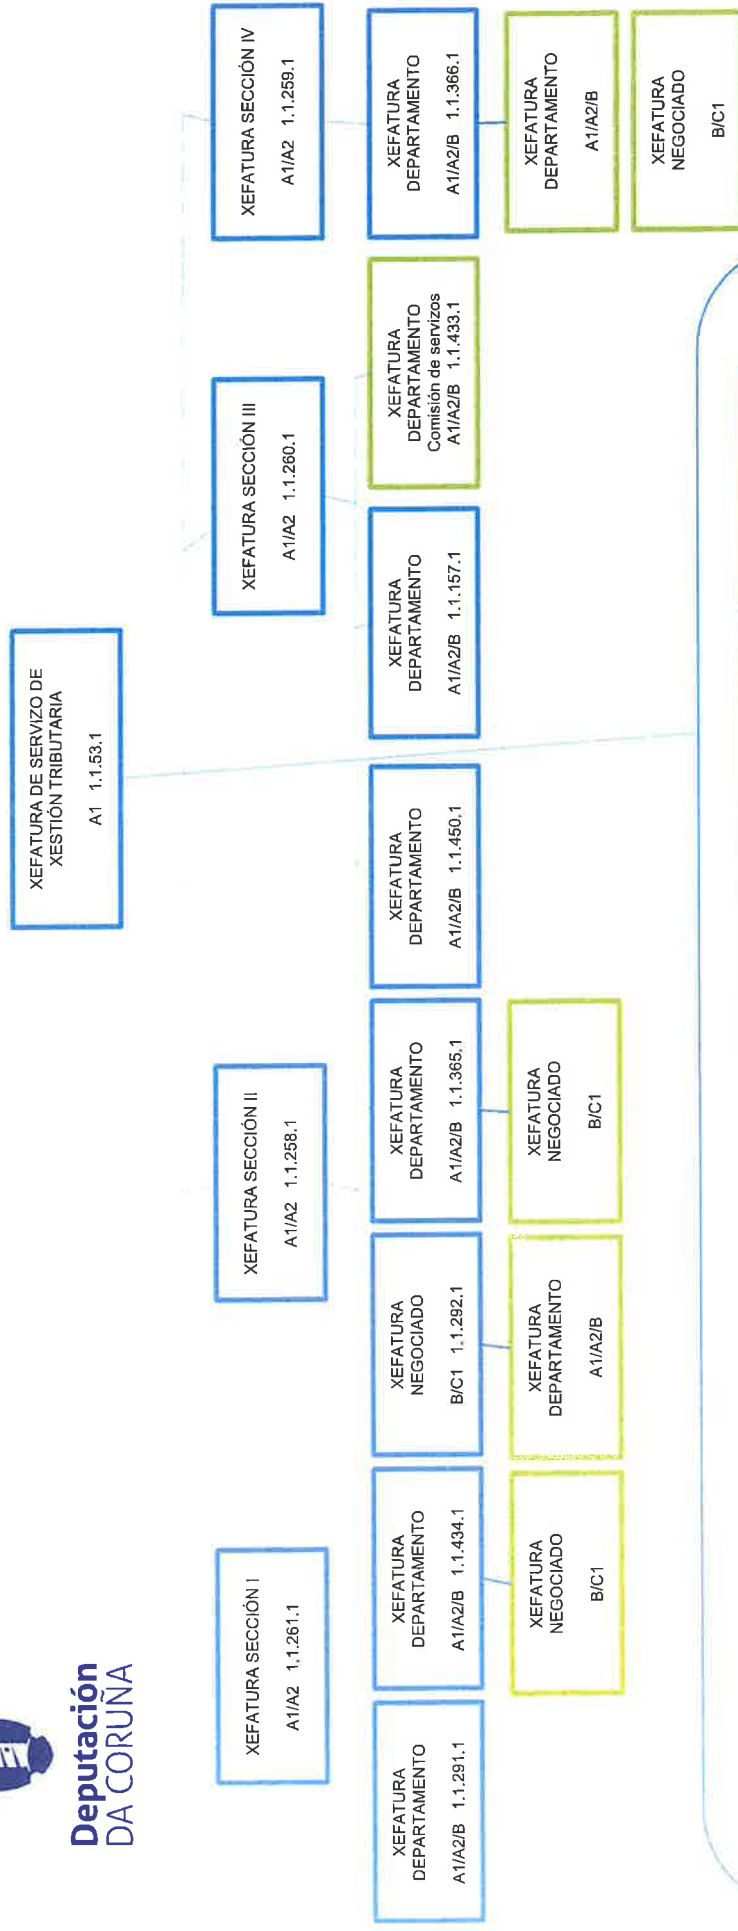 Deputación
DA CORUÑA
XEFATURA DE SERVIZO DE
XESTIÓN TRIBUTARIA
A1 1.1.53.1
XEFATURA SECCIÓN I
A1/A2 1.1.261.1
XEFATURA SECCIÓN II
A1/A2 1.1.258.1
XEFATURA SECCIÓN III
A1/A2 1.1.260.1
XEFATURA SECCIÓN IV
A1/A2 1.1.259.1
XEFATURA
DEPARTAMENTO
A1/A2/B 1.1.291.1
XEFATURA
DEPARTAMENTO
A1/A2/B 1.1.434.1
XEFATURA
NEGOCIADO
B/C1 1.1.292.1
XEFATURA
DEPARTAMENTO
A1/A2/B 1.1.365.1
XEFATURA
DEPARTAMENTO
A1/A2/B 1.1.450.1
XEFATURA
DEPARTAMENTO
A1/A2/B 1.1.157.1
XEFATURA
DEPARTAMENTO
Comisión de servizos
A1/A2/B 1.1.433.1
XEFATURA
DEPARTAMENTO
A1/A2/B 1.1.366.1
XEFATURA
NEGOCIADO
B/C1
XEFATURA
DEPARTAMENTO
A1/A2/B
XEFATURA
NEGOCIADO
B/C1
XEFATURA
DEPARTAMENTO
A1/A2/B
XEFATURA
NEGOCIADO
B/C1